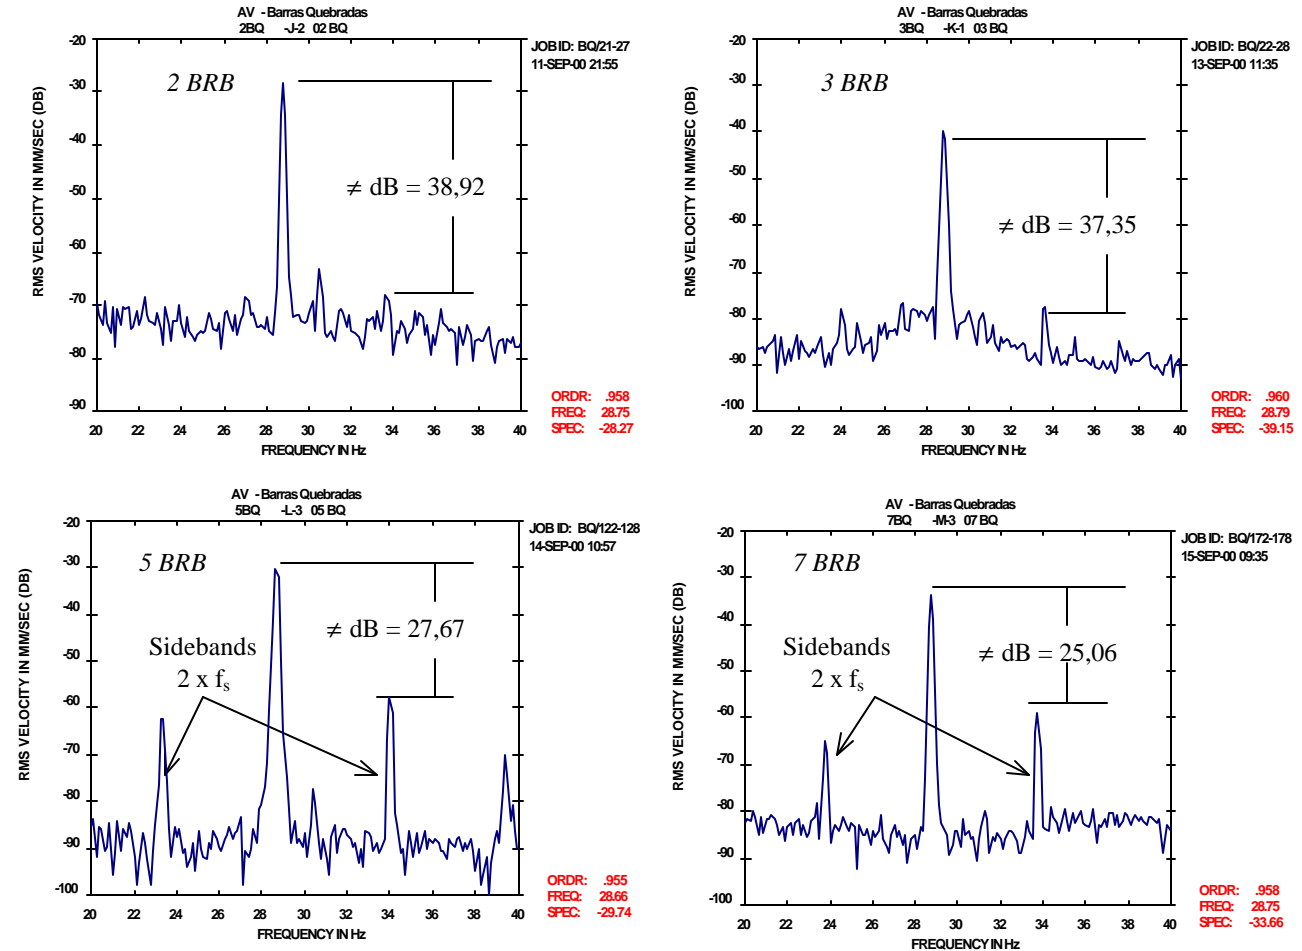 AV - Barras Quebradas
2BQ -J-2 02 BQ
JOB ID: BQ/21-27
11-SEP-00 21:55
2 BRB
≠ dB = 38,92
RMS VELOCITY IN MM/SEC (DB)
-20
-30
-40
-50
-60
-70
-80
-90
20 22 24 26 28 30 32 34 36 38 40
FREQUENCY IN Hz
ORDR: .958
FREQ: 28.75
SPEC: -28.27
AV - Barras Quebradas
3BQ -K-1 03 BQ
JOB ID: BQ/22-28
13-SEP-00 11:35
3 BRB
≠ dB = 37,35
RMS VELOCITY IN MM/SEC (DB)
-20
-30
-40
-50
-60
-70
-80
-90
-100
20 22 24 26 28 30 32 34 36 38 40
FREQUENCY IN Hz
ORDR: .960
FREQ: 28.79
SPEC: -39.15
AV - Barras Quebradas
5BQ -L-3 05 BQ
JOB ID: BQ/122-128
14-SEP-00 10:57
5 BRB
≠ dB = 27,67
Sidebands
2 x fₛ
RMS VELOCITY IN MM/SEC (DB)
-20
-30
-40
-50
-60
-70
-80
-90
-100
20 22 24 26 28 30 32 34 36 38 40
FREQUENCY IN Hz
ORDR: .955
FREQ: 28.66
SPEC: -29.74
AV - Barras Quebradas
7BQ -M-3 07 BQ
JOB ID: BQ/172-178
15-SEP-00 09:35
7 BRB
Sidebands
2 x fₛ
≠ dB = 25,06
RMS VELOCITY IN MM/SEC (DB)
-20
-30
-40
-50
-60
-70
-80
-90
-100
20 22 24 26 28 30 32 34 36 38 40
FREQUENCY IN Hz
ORDR: .958
FREQ: 28.75
SPEC: -33.66